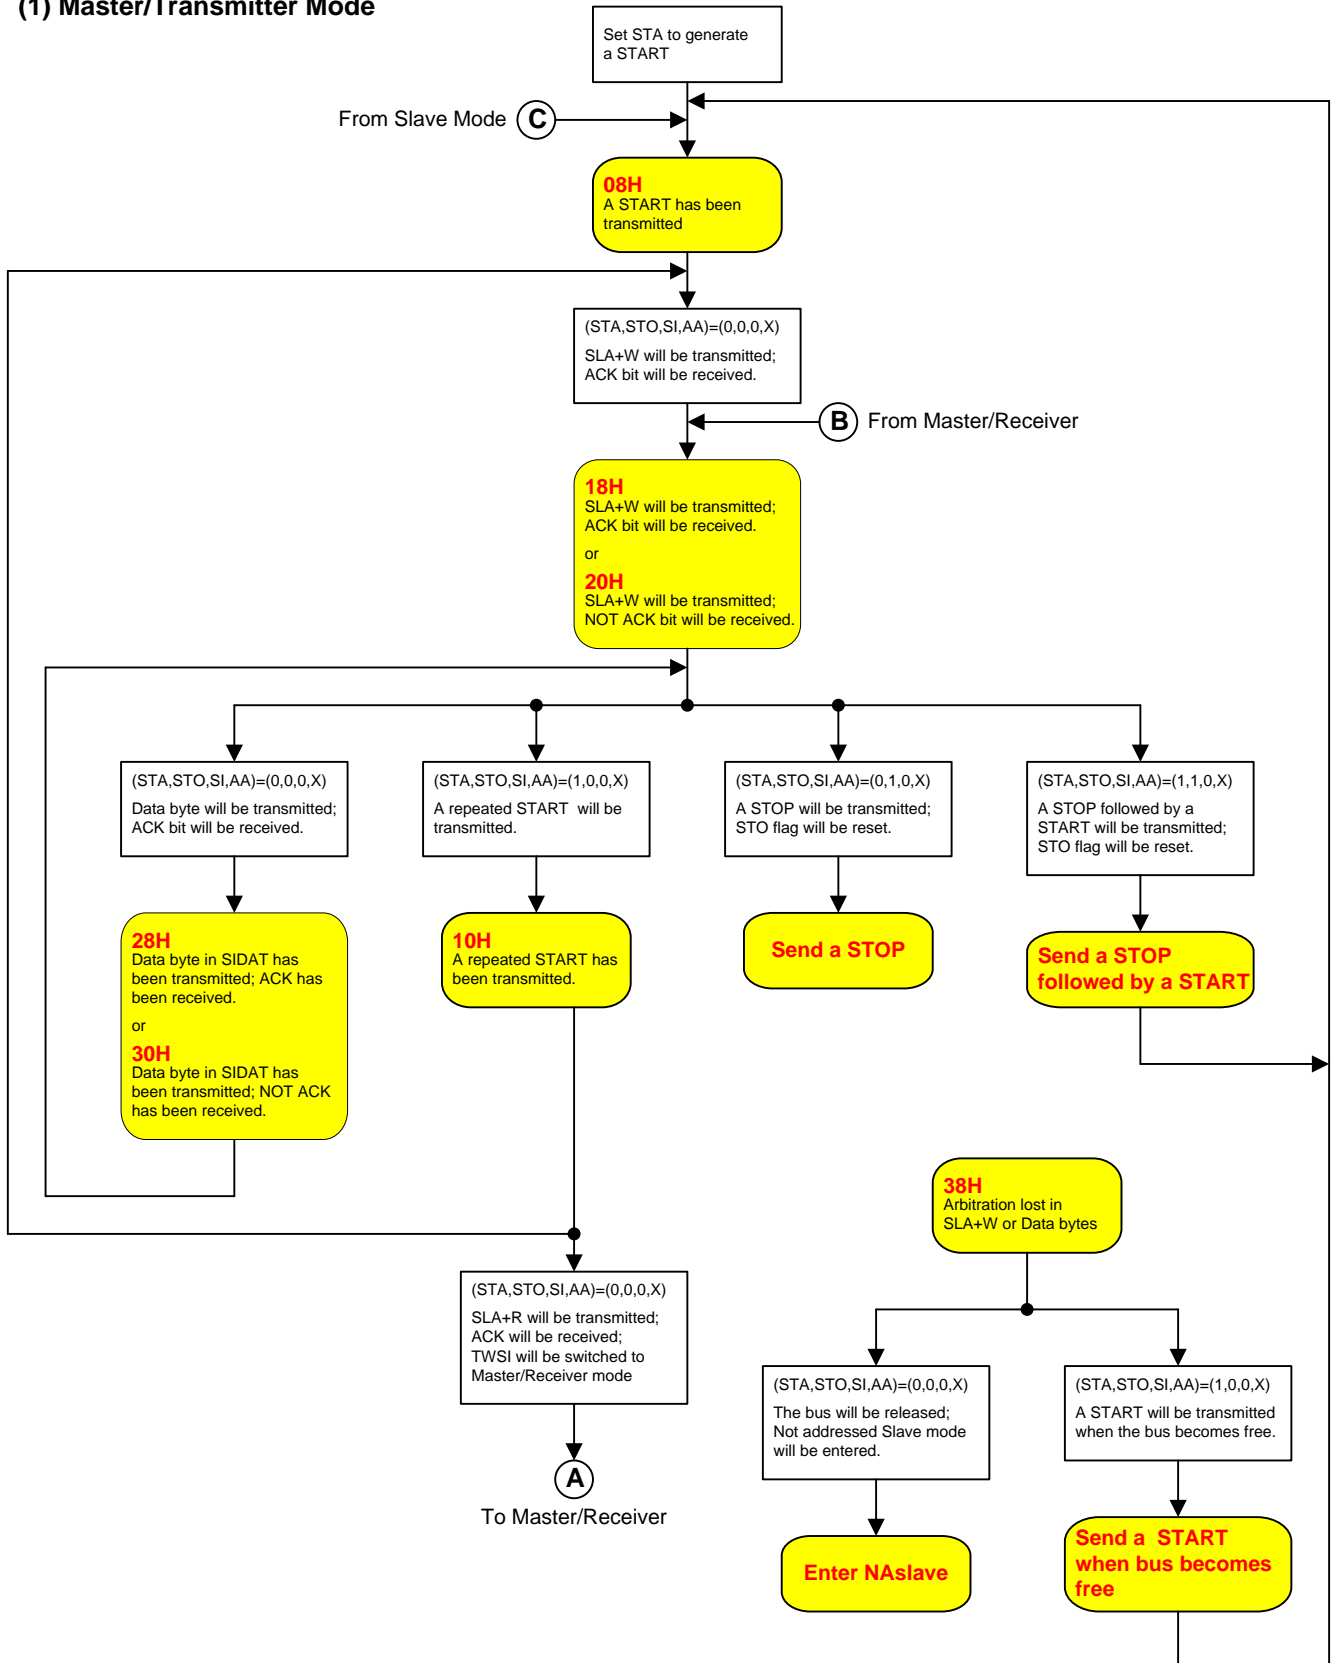 (1) Master/Transmitter Mode
Set STA to generate
a START
From Slave Mode
C
08H
A START has been
transmitted
(STA,STO,SI,AA)=(0,0,0,X)
SLA+W will be transmitted;
ACK bit will be received.
B
From Master/Receiver
18H
SLA+W will be transmitted;
ACK bit will be received.
or
20H
SLA+W will be transmitted;
NOT ACK bit will be received.
(STA,STO,SI,AA)=(0,0,0,X)
Data byte will be transmitted;
ACK bit will be received.
(STA,STO,SI,AA)=(1,0,0,X)
A repeated START will be
transmitted.
(STA,STO,SI,AA)=(0,1,0,X)
A STOP will be transmitted;
STO flag will be reset.
(STA,STO,SI,AA)=(1,1,0,X)
A STOP followed by a
START will be transmitted;
STO flag will be reset.
28H
Data byte in SIDAT has
been transmitted; ACK has
been received.
or
30H
Data byte in SIDAT has
been transmitted; NOT ACK
has been received.
10H
A repeated START has
been transmitted.
Send a STOP
Send a STOP
followed by a START
38H
Arbitration lost in
SLA+W or Data bytes
(STA,STO,SI,AA)=(0,0,0,X)
SLA+R will be transmitted;
ACK will be received;
TWSI will be switched to
Master/Receiver mode
A
To Master/Receiver
(STA,STO,SI,AA)=(0,0,0,X)
The bus will be released;
Not addressed Slave mode
will be entered.
(STA,STO,SI,AA)=(1,0,0,X)
A START will be transmitted
when the bus becomes free.
Enter NAslave
Send a START
when bus becomes
free